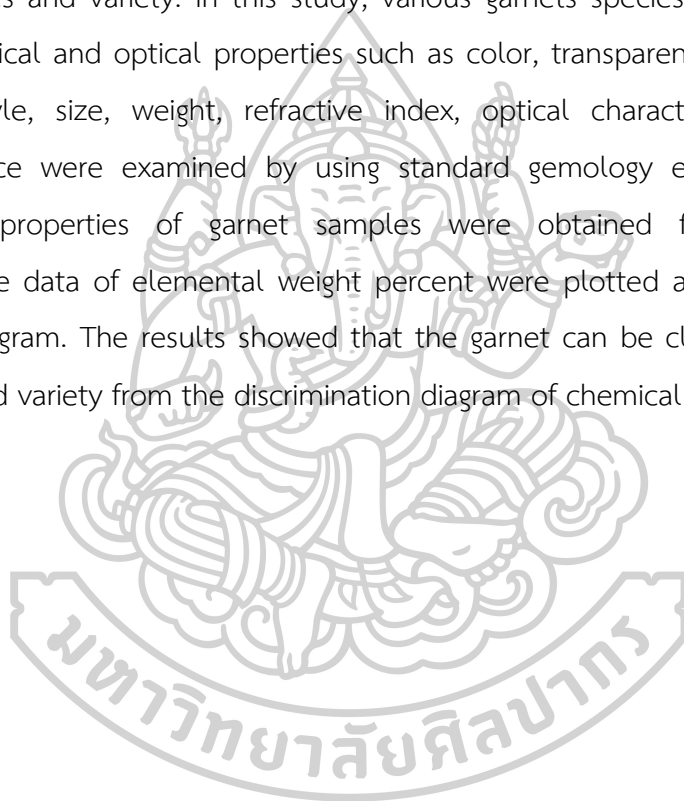 s and variety. In this study, various garnets species
ical and optical properties such as color, transparen
yle, size, weight, refractive index, optical charact
ce were examined by using standard gemology e
properties of garnet samples were obtained f
e data of elemental weight percent were plotted a
gram. The results showed that the garnet can be cl
d variety from the discrimination diagram of chemical
มหาวิทยาลัยศิลปากร